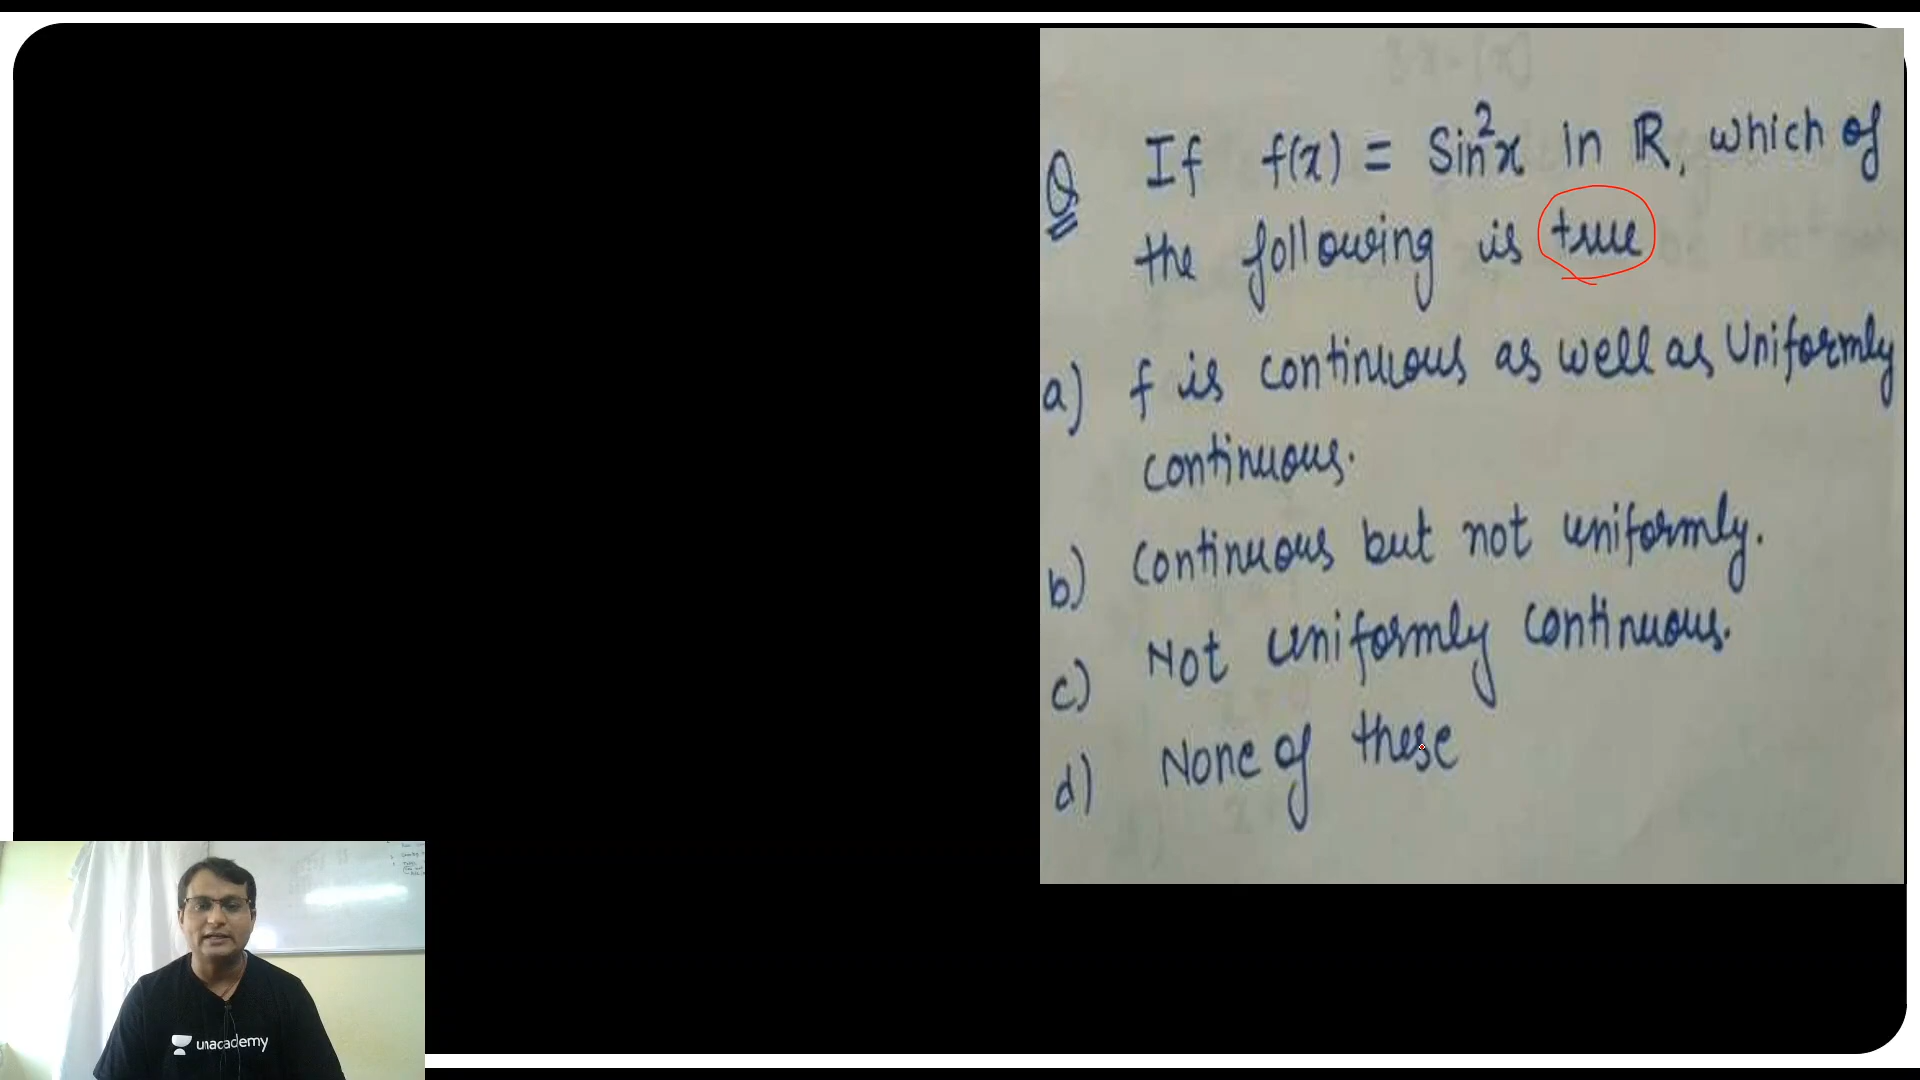 Q If f(x) = Sin²x in ℝ, which of
the following is true
a) f is continuous as well as Uniformly
continuous.
b) Continuous but not uniformly.
c) Not uniformly continuous.
d) None of these
unacademy